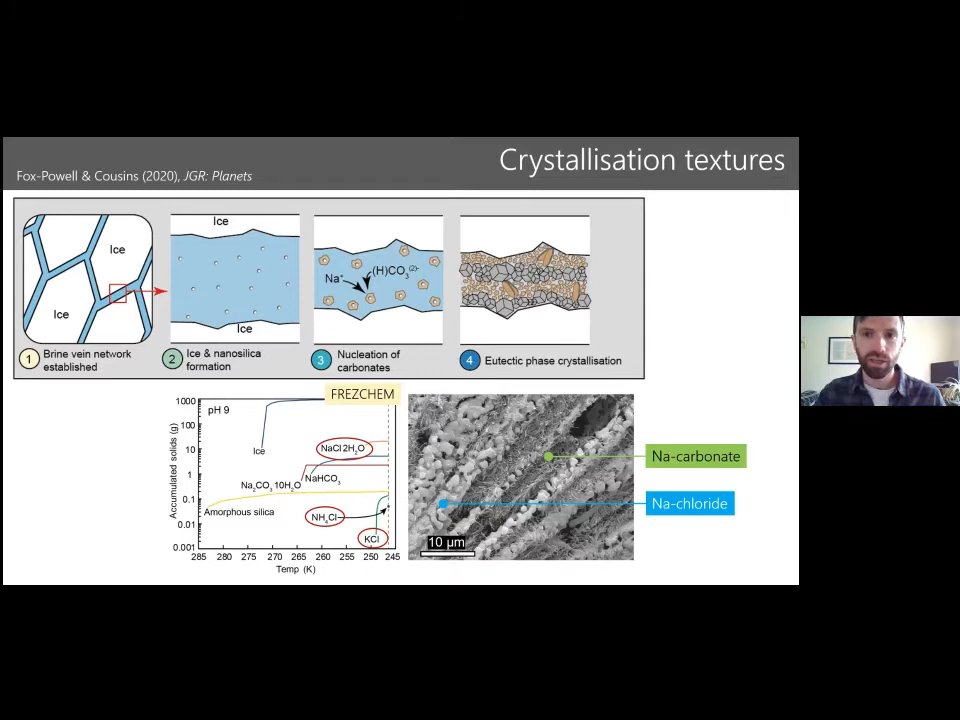 Crystallisation textures
Fox-Powell & Cousins (2020), JGR: Planets
Ice
Ice
Ice
Ice
Na⁺
(H)CO₃⁽²⁾⁻
1 Brine vein network
established
2 Ice & nanosilica
formation
3 Nucleation of
carbonates
4 Eutectic phase crystallisation
FREZCHEM
pH 9
Accumulated solids (g)
1000
100
10
1
0.1
0.01
0.001
Ice
NaCl 2H₂O
NaHCO₃
Na₂CO₃ 10H₂O
Amorphous silica
NH₄Cl
KCl
285 280 275 270 265 260 255 250 245
Temp (K)
10 µm
Na-carbonate
Na-chloride